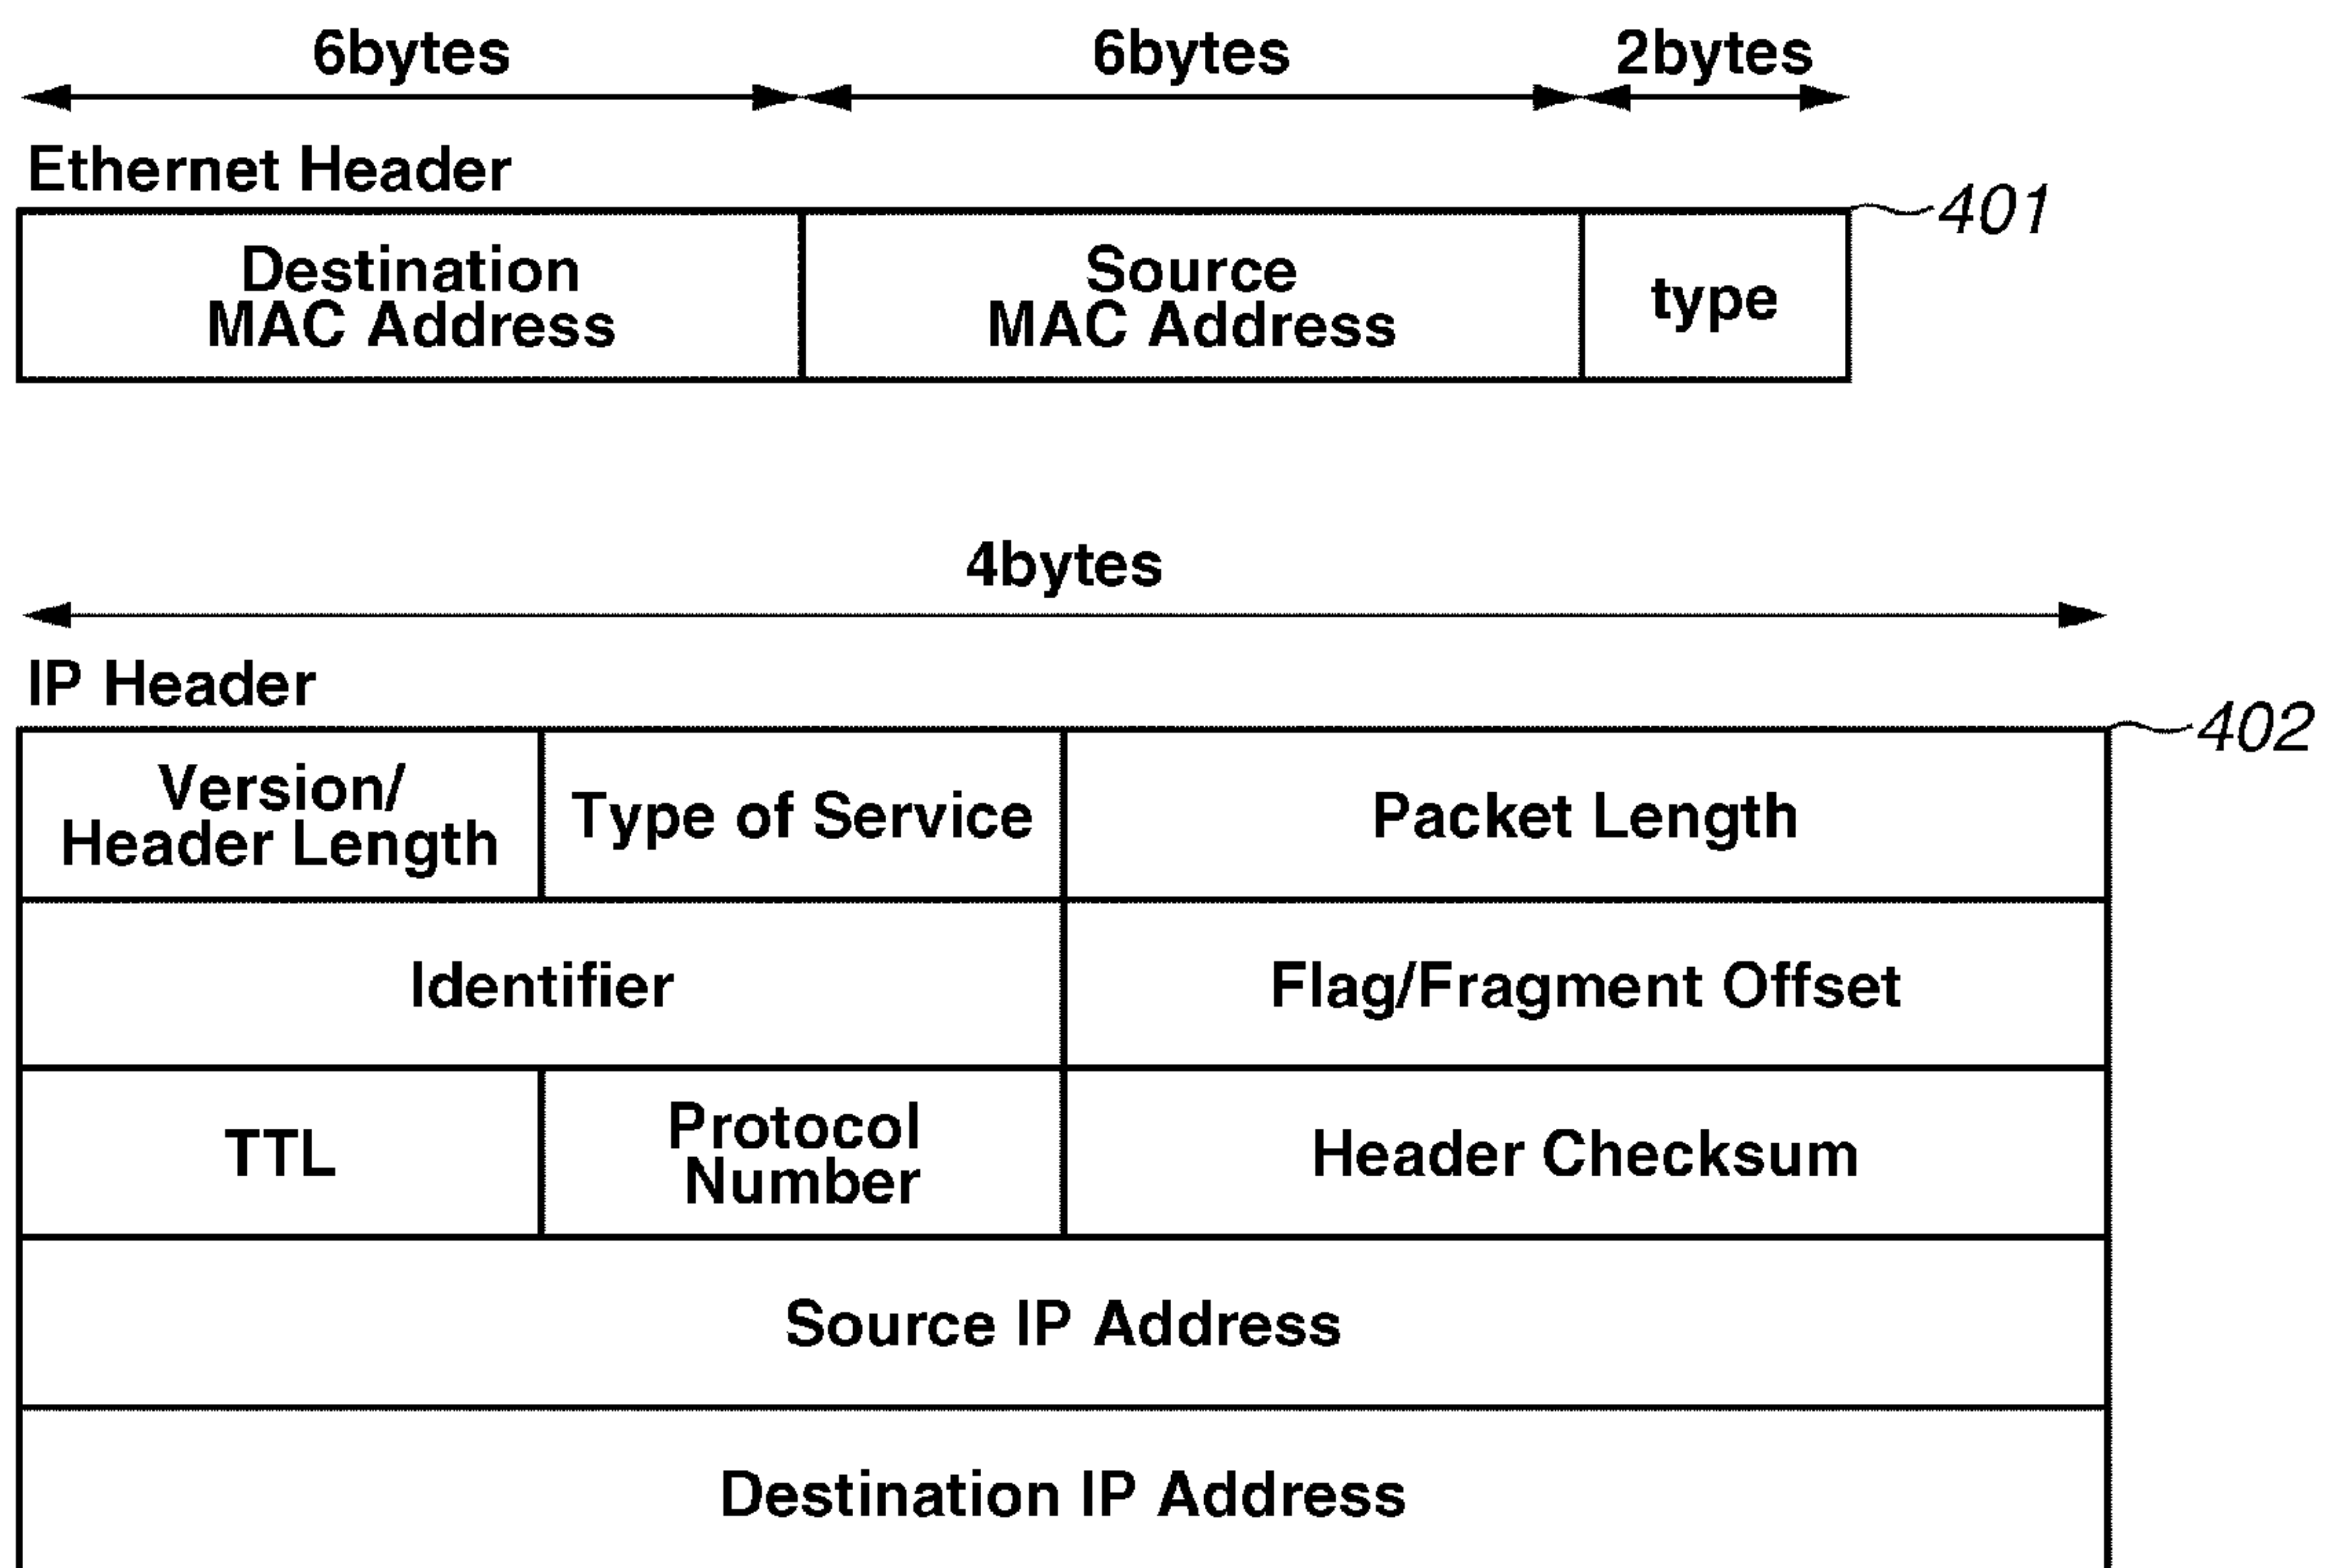 6bytes 6bytes 2bytes
Ethernet Header
401
Destination
MAC Address
Source
MAC Address
type
4bytes
IP Header
402
Version/
Header Length
Type of Service
Packet Length
Identifier
Flag/Fragment Offset
TTL
Protocol
Number
Header Checksum
Source IP Address
Destination IP Address